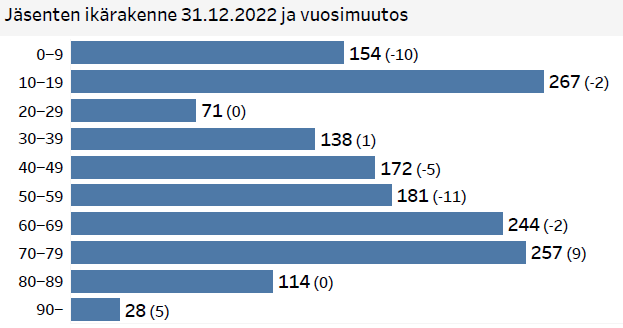 Jäsenten ikärakenne 31.12.2022 ja vuosimuutos
0–9 154 (-10)
10–19 267 (-2)
20–29 71 (0)
30–39 138 (1)
40–49 172 (-5)
50–59 181 (-11)
60–69 244 (-2)
70–79 257 (9)
80–89 114 (0)
90– 28 (5)